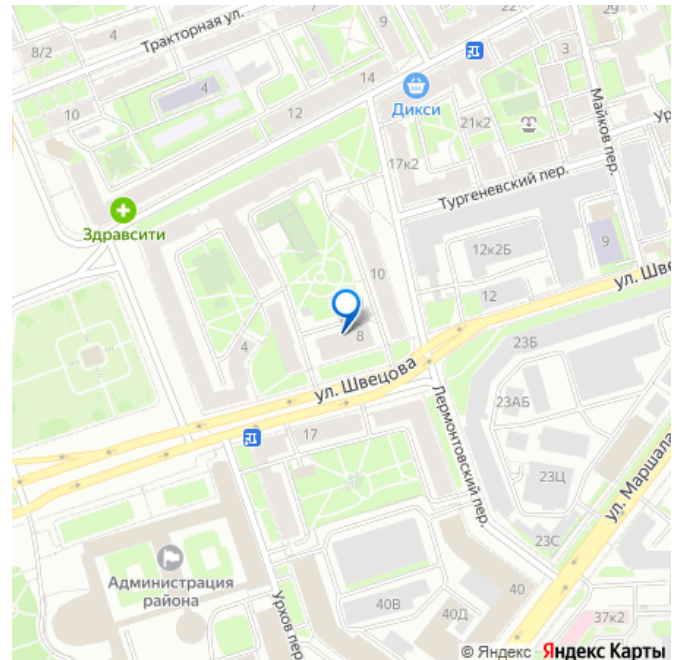 22
29
7
4
8/2
Тракторная ул.
9
14
3
Дикси
4
10
12
21к2
Майков пер.
Ур
17к2
Тургеневский пер.
Здравсити
12к2Б
9
10
12
ул. Шве
8
4
23Б
ул. Швецова
23АБ
17
Лермонтовский пер.
23Ц
ул. Маршала
23С
Администрация
района
40
Урхов пер
40В
40Д
37к2
© Яндекс Яндекс Карты